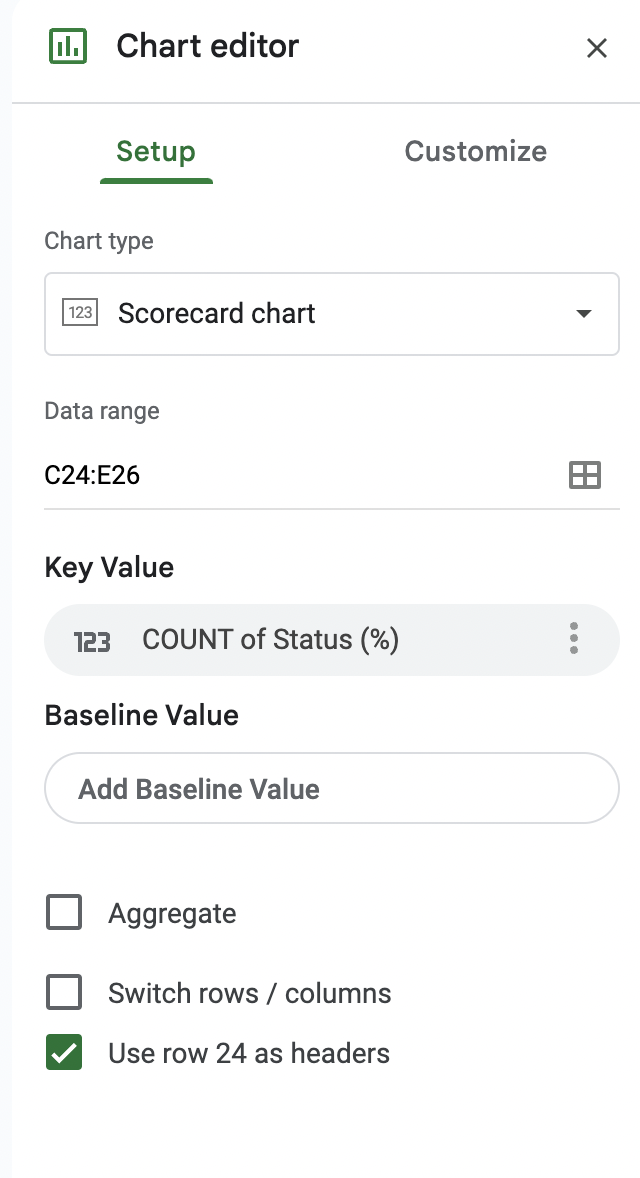 Chart editor
Setup
Customize
Chart type
123 Scorecard chart
Data range
C24:E26
Key Value
123 COUNT of Status (%)
Baseline Value
Add Baseline Value
Aggregate
Switch rows / columns
Use row 24 as headers